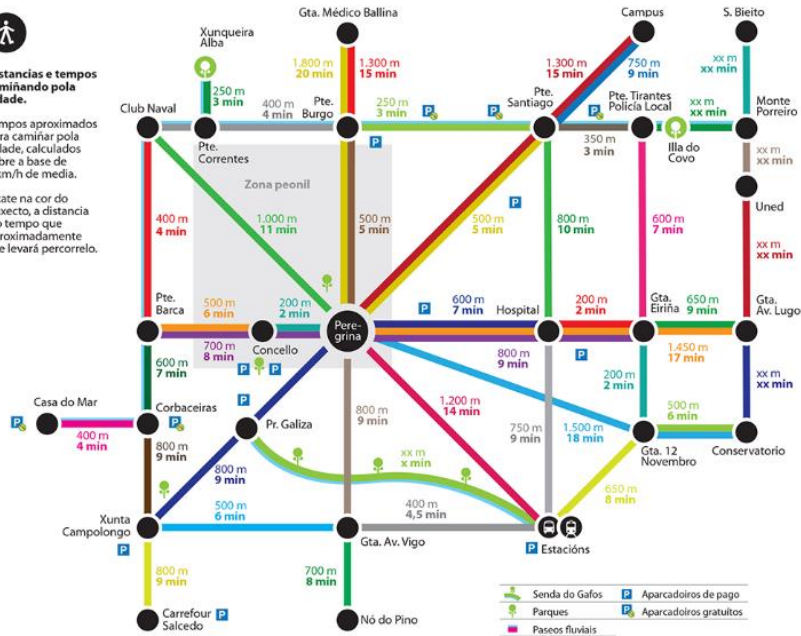 Gta. Médico Ballina
Campus
S. Bieito
Xunqueira
Alba
1.800 m
20 min
1.300 m
15 min
1.300 m
15 min
750 m
9 min
xx m
xx min
stancias e tempos
miñando pola
dade.
250 m
3 min
400 m
4 min
250 m
3 min
Club Naval
Pte.
Burgo
Pte.
Santiago
Pte. Tirantes
Policía Local
xx m
xx min
Monte
Porreiro
mpos aproximados
ra camiñar pola
dade, calculados
bre a base de
km/h de media.
Pte.
Correntes
350 m
3 min
Illa do
Covo
xx m
xx min
Zona peonil
ate na cor do
xecto, a distancia
o tempo que
roximadamente
e levará percorrelo.
400 m
4 min
1.000 m
11 min
500 m
5 min
500 m
5 min
800 m
10 min
600 m
7 min
Uned
xx m
xx min
Pte.
Barca
500 m
6 min
200 m
2 min
Pere-
grina
600 m
7 min
Hospital
200 m
2 min
Gta.
Eiriña
650 m
9 min
Gta.
Av. Lugo
700 m
8 min
Concello
800 m
9 min
1.450 m
17 min
600 m
7 min
200 m
2 min
xx m
xx min
Casa do Mar
Corbaceiras
1.200 m
14 min
800 m
9 min
500 m
6 min
400 m
4 min
800 m
9 min
Pr. Galiza
750 m
9 min
1.500 m
18 min
Gta. 12
Novembro
Conservatorio
xx m
x min
800 m
9 min
650 m
8 min
500 m
6 min
400 m
4,5 min
Xunta
Campolongo
Gta. Av. Vigo
Estacións
800 m
9 min
700 m
8 min
Carrefour
Salcedo
Nó do Pino
Senda do Gafos
P Aparcadoiros de pago
Parques
P Aparcadoiros gratuítos
Paseos fluviais